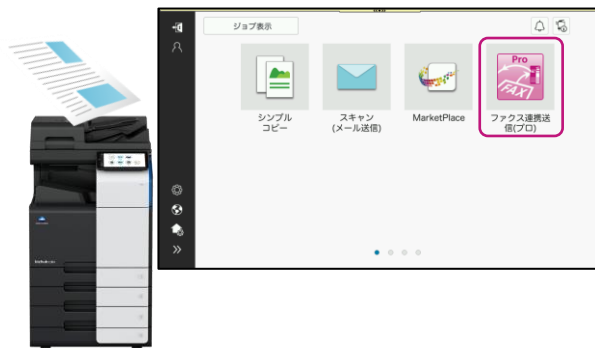 ジョブ表示
シンプル
コピー
スキャン
(メール送信)
MarketPlace
Pro
FAX
ファクス連携送
信(プロ)